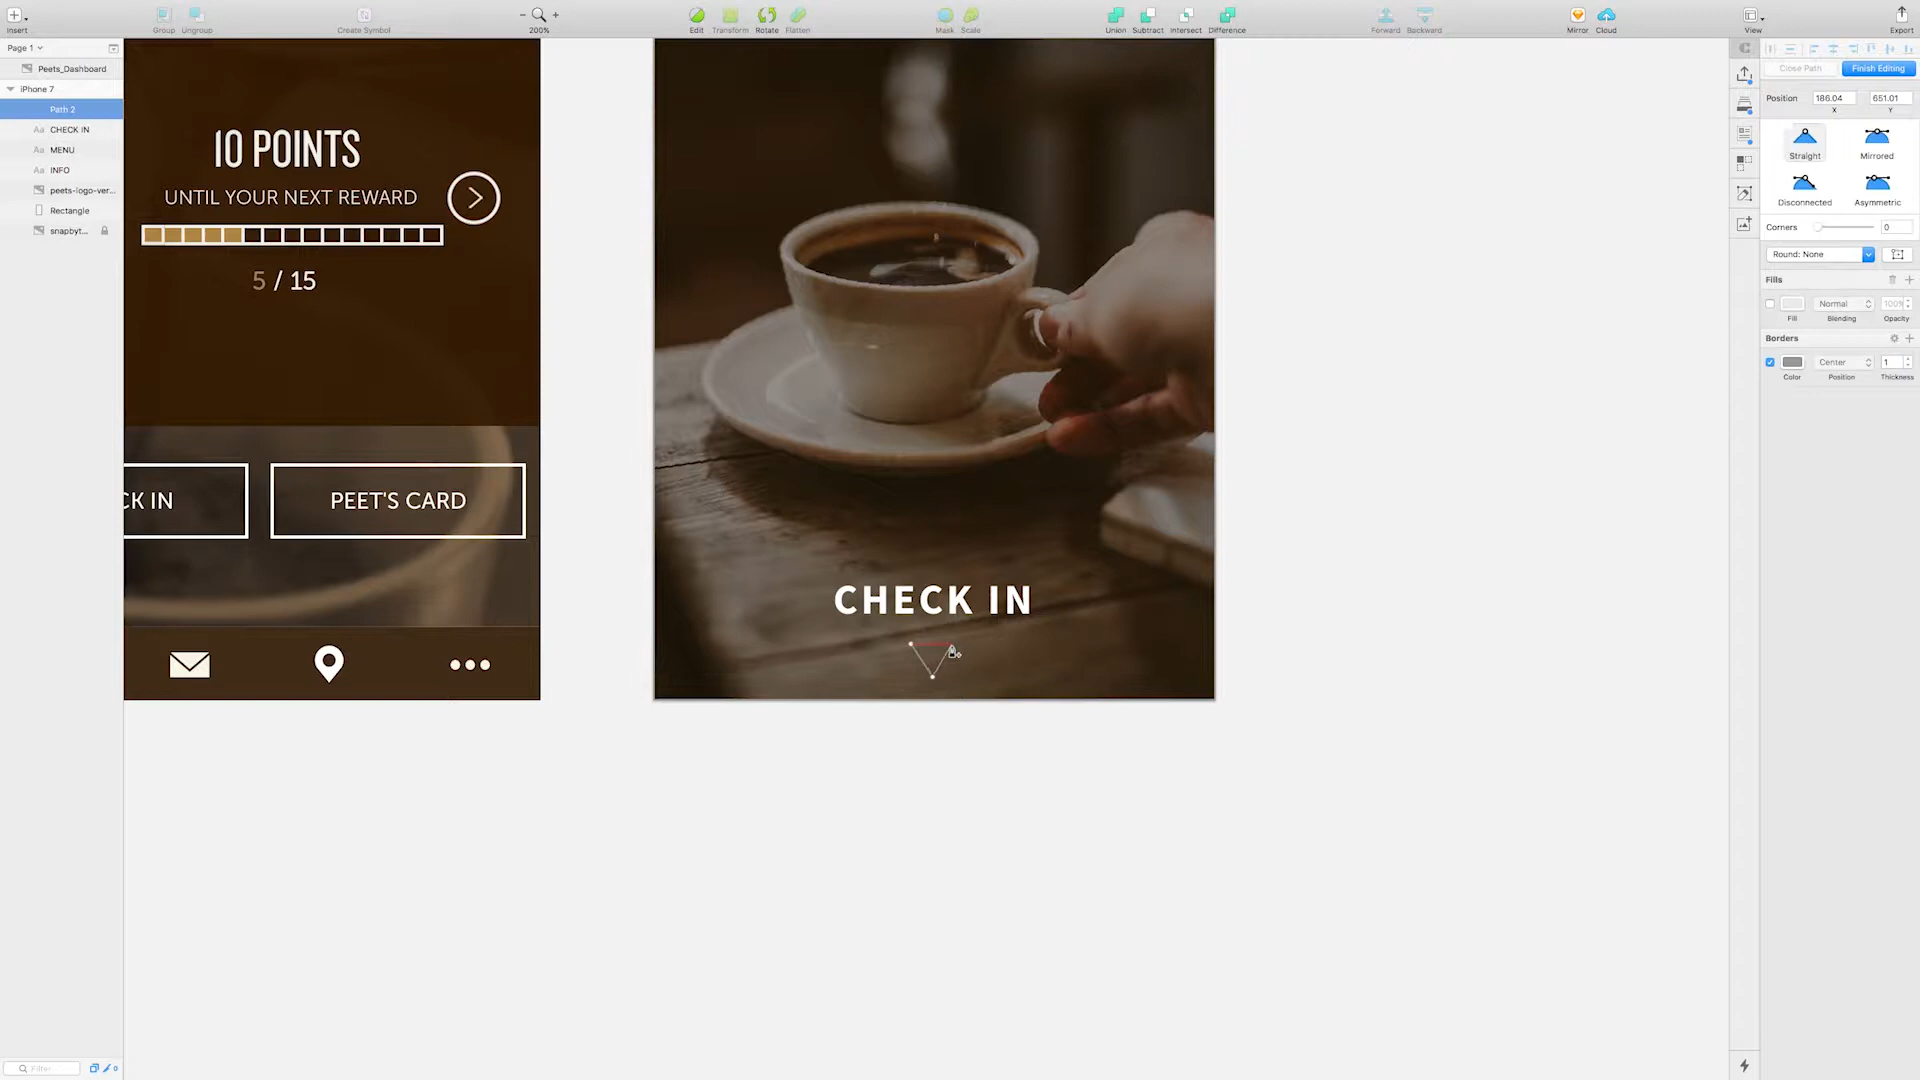 Insert
Group
Ungroup
Create Symbol
200%
Edit
Transform
Rotate
Flatten
Mask
Scale
Union
Subtract
Intersect
Difference
Forward
Backward
Mirror
Cloud
View
Export
Page 1
Peets_Dashboard
iPhone 7
Path 2
CHECK IN
MENU
INFO
peets-logo-ver...
Rectangle
snapbyt...
Filter
0
10 POINTS
UNTIL YOUR NEXT REWARD
5 / 15
CK IN
PEET'S CARD
CHECK IN
Close Path
Finish Editing
Position
186.04
651.01
X
Y
Straight
Mirrored
Disconnected
Asymmetric
Corners
0
Round: None
Fills
Normal
100%
Fill
Blending
Opacity
Borders
Center
1
Color
Position
Thickness